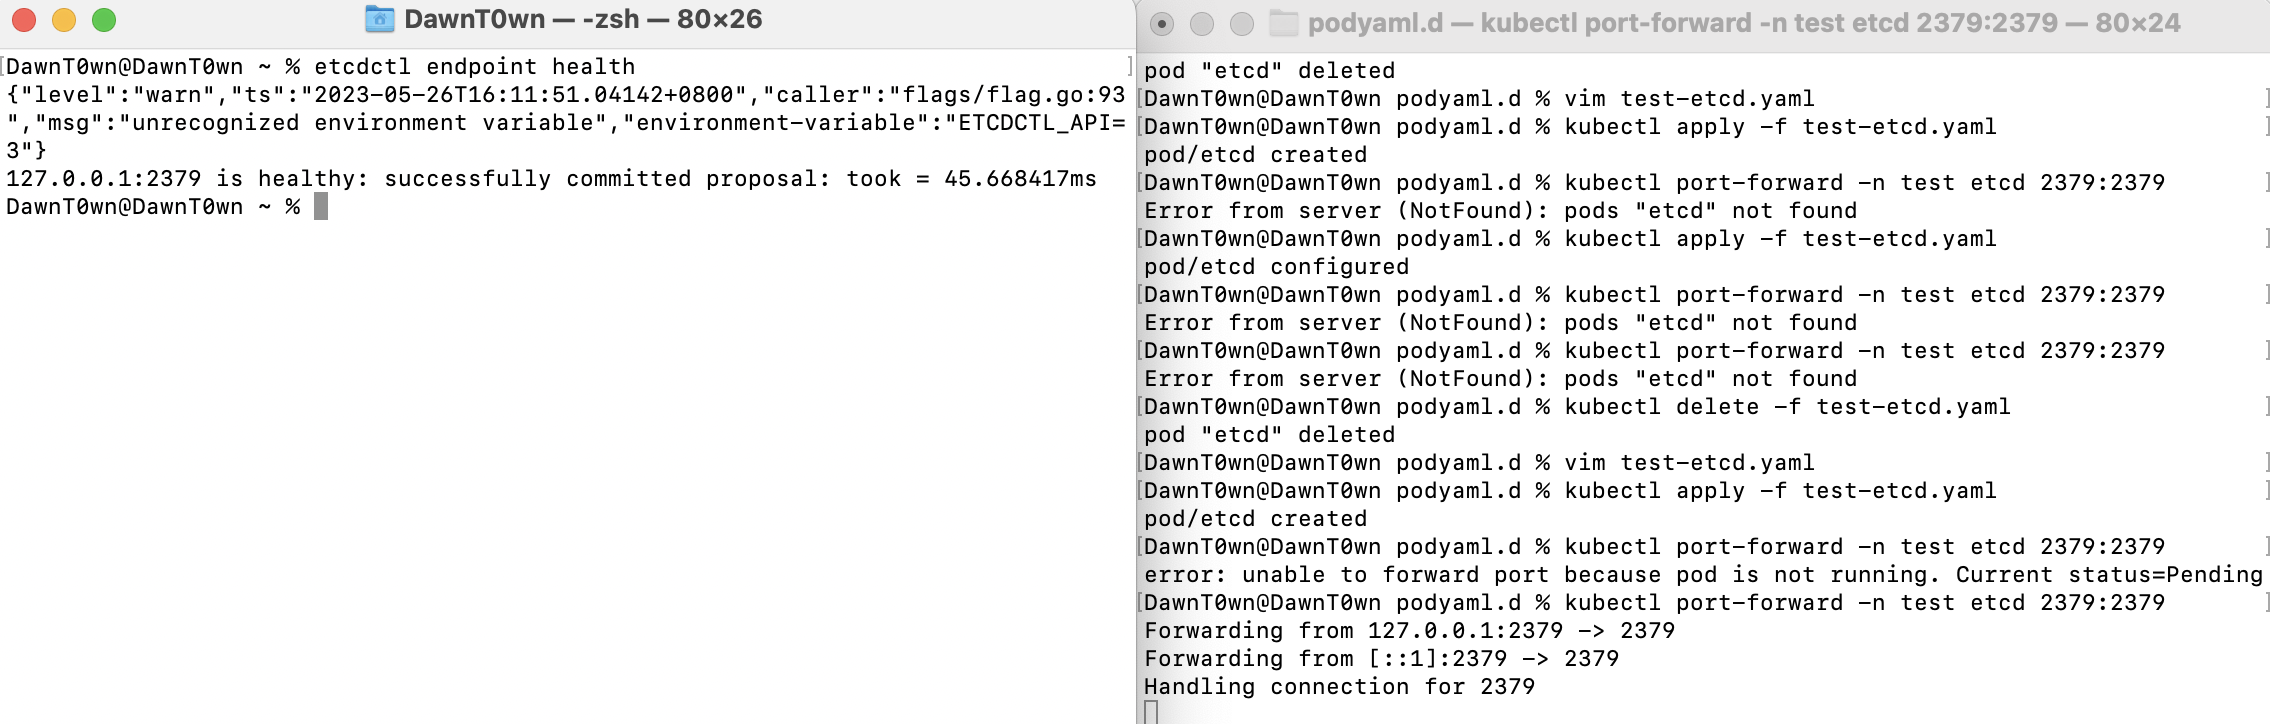 DawnT0wn — -zsh — 80×26
[DawnT0wn@DawnT0wn ~ % etcdctl endpoint health ]
{"level":"warn","ts":"2023-05-26T16:11:51.04142+0800","caller":"flags/flag.go:93
","msg":"unrecognized environment variable","environment-variable":"ETCDCTL_API=
3"}
127.0.0.1:2379 is healthy: successfully committed proposal: took = 45.668417ms
DawnT0wn@DawnT0wn ~ %
podyaml.d — kubectl port-forward -n test etcd 2379:2379 — 80×24
pod "etcd" deleted
[DawnT0wn@DawnT0wn podyaml.d % vim test-etcd.yaml ]
[DawnT0wn@DawnT0wn podyaml.d % kubectl apply -f test-etcd.yaml ]
pod/etcd created
[DawnT0wn@DawnT0wn podyaml.d % kubectl port-forward -n test etcd 2379:2379 ]
Error from server (NotFound): pods "etcd" not found
[DawnT0wn@DawnT0wn podyaml.d % kubectl apply -f test-etcd.yaml ]
pod/etcd configured
[DawnT0wn@DawnT0wn podyaml.d % kubectl port-forward -n test etcd 2379:2379 ]
Error from server (NotFound): pods "etcd" not found
[DawnT0wn@DawnT0wn podyaml.d % kubectl port-forward -n test etcd 2379:2379 ]
Error from server (NotFound): pods "etcd" not found
[DawnT0wn@DawnT0wn podyaml.d % kubectl delete -f test-etcd.yaml ]
pod "etcd" deleted
[DawnT0wn@DawnT0wn podyaml.d % vim test-etcd.yaml ]
[DawnT0wn@DawnT0wn podyaml.d % kubectl apply -f test-etcd.yaml ]
pod/etcd created
[DawnT0wn@DawnT0wn podyaml.d % kubectl port-forward -n test etcd 2379:2379 ]
error: unable to forward port because pod is not running. Current status=Pending
[DawnT0wn@DawnT0wn podyaml.d % kubectl port-forward -n test etcd 2379:2379 ]
Forwarding from 127.0.0.1:2379 -> 2379
Forwarding from [::1]:2379 -> 2379
Handling connection for 2379